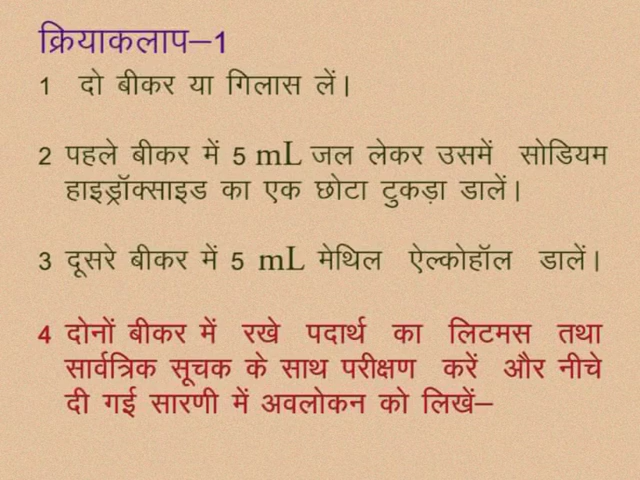 क्रियाकलाप–1
1 दो बीकर या गिलास लें।
2 पहले बीकर में 5 mL जल लेकर उसमें सोडियम
हाइड्रॉक्साइड का एक छोटा टुकड़ा डालें।
3 दूसरे बीकर में 5 mL मेथिल ऐल्कोहॉल डालें।
4 दोनों बीकर में रखे पदार्थ का लिटमस तथा
सार्वत्रिक सूचक के साथ परीक्षण करें और नीचे
दी गई सारणी में अवलोकन को लिखें–